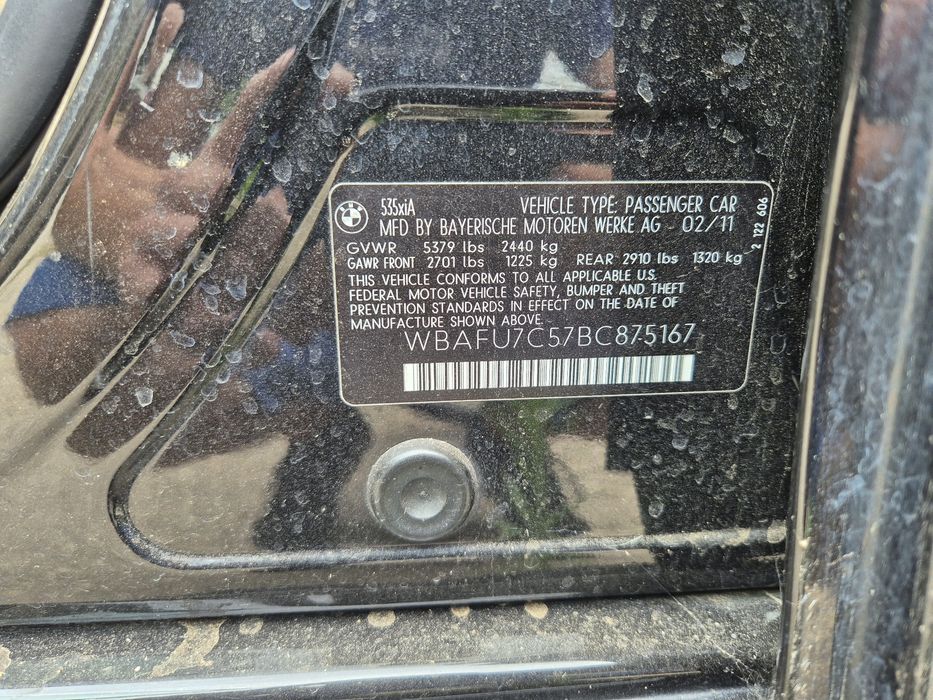 BMW
535xiA VEHICLE TYPE: PASSENGER CAR
MFD BY BAYERISCHE MOTOREN WERKE AG 02/11
GVWR 5379 lbs 2440 kg
GAWR FRONT 2701 lbs 1225 kg REAR 2910 lbs 1320 kg
THIS VEHICLE CONFORMS TO ALL APPLICABLE U.S.
FEDERAL MOTOR VEHICLE SAFETY, BUMPER AND THEFT
PREVENTION STANDARDS IN EFFECT ON THE DATE OF
MANUFACTURE SHOWN ABOVE.
WBAFU7C57BC875167
2 122 606